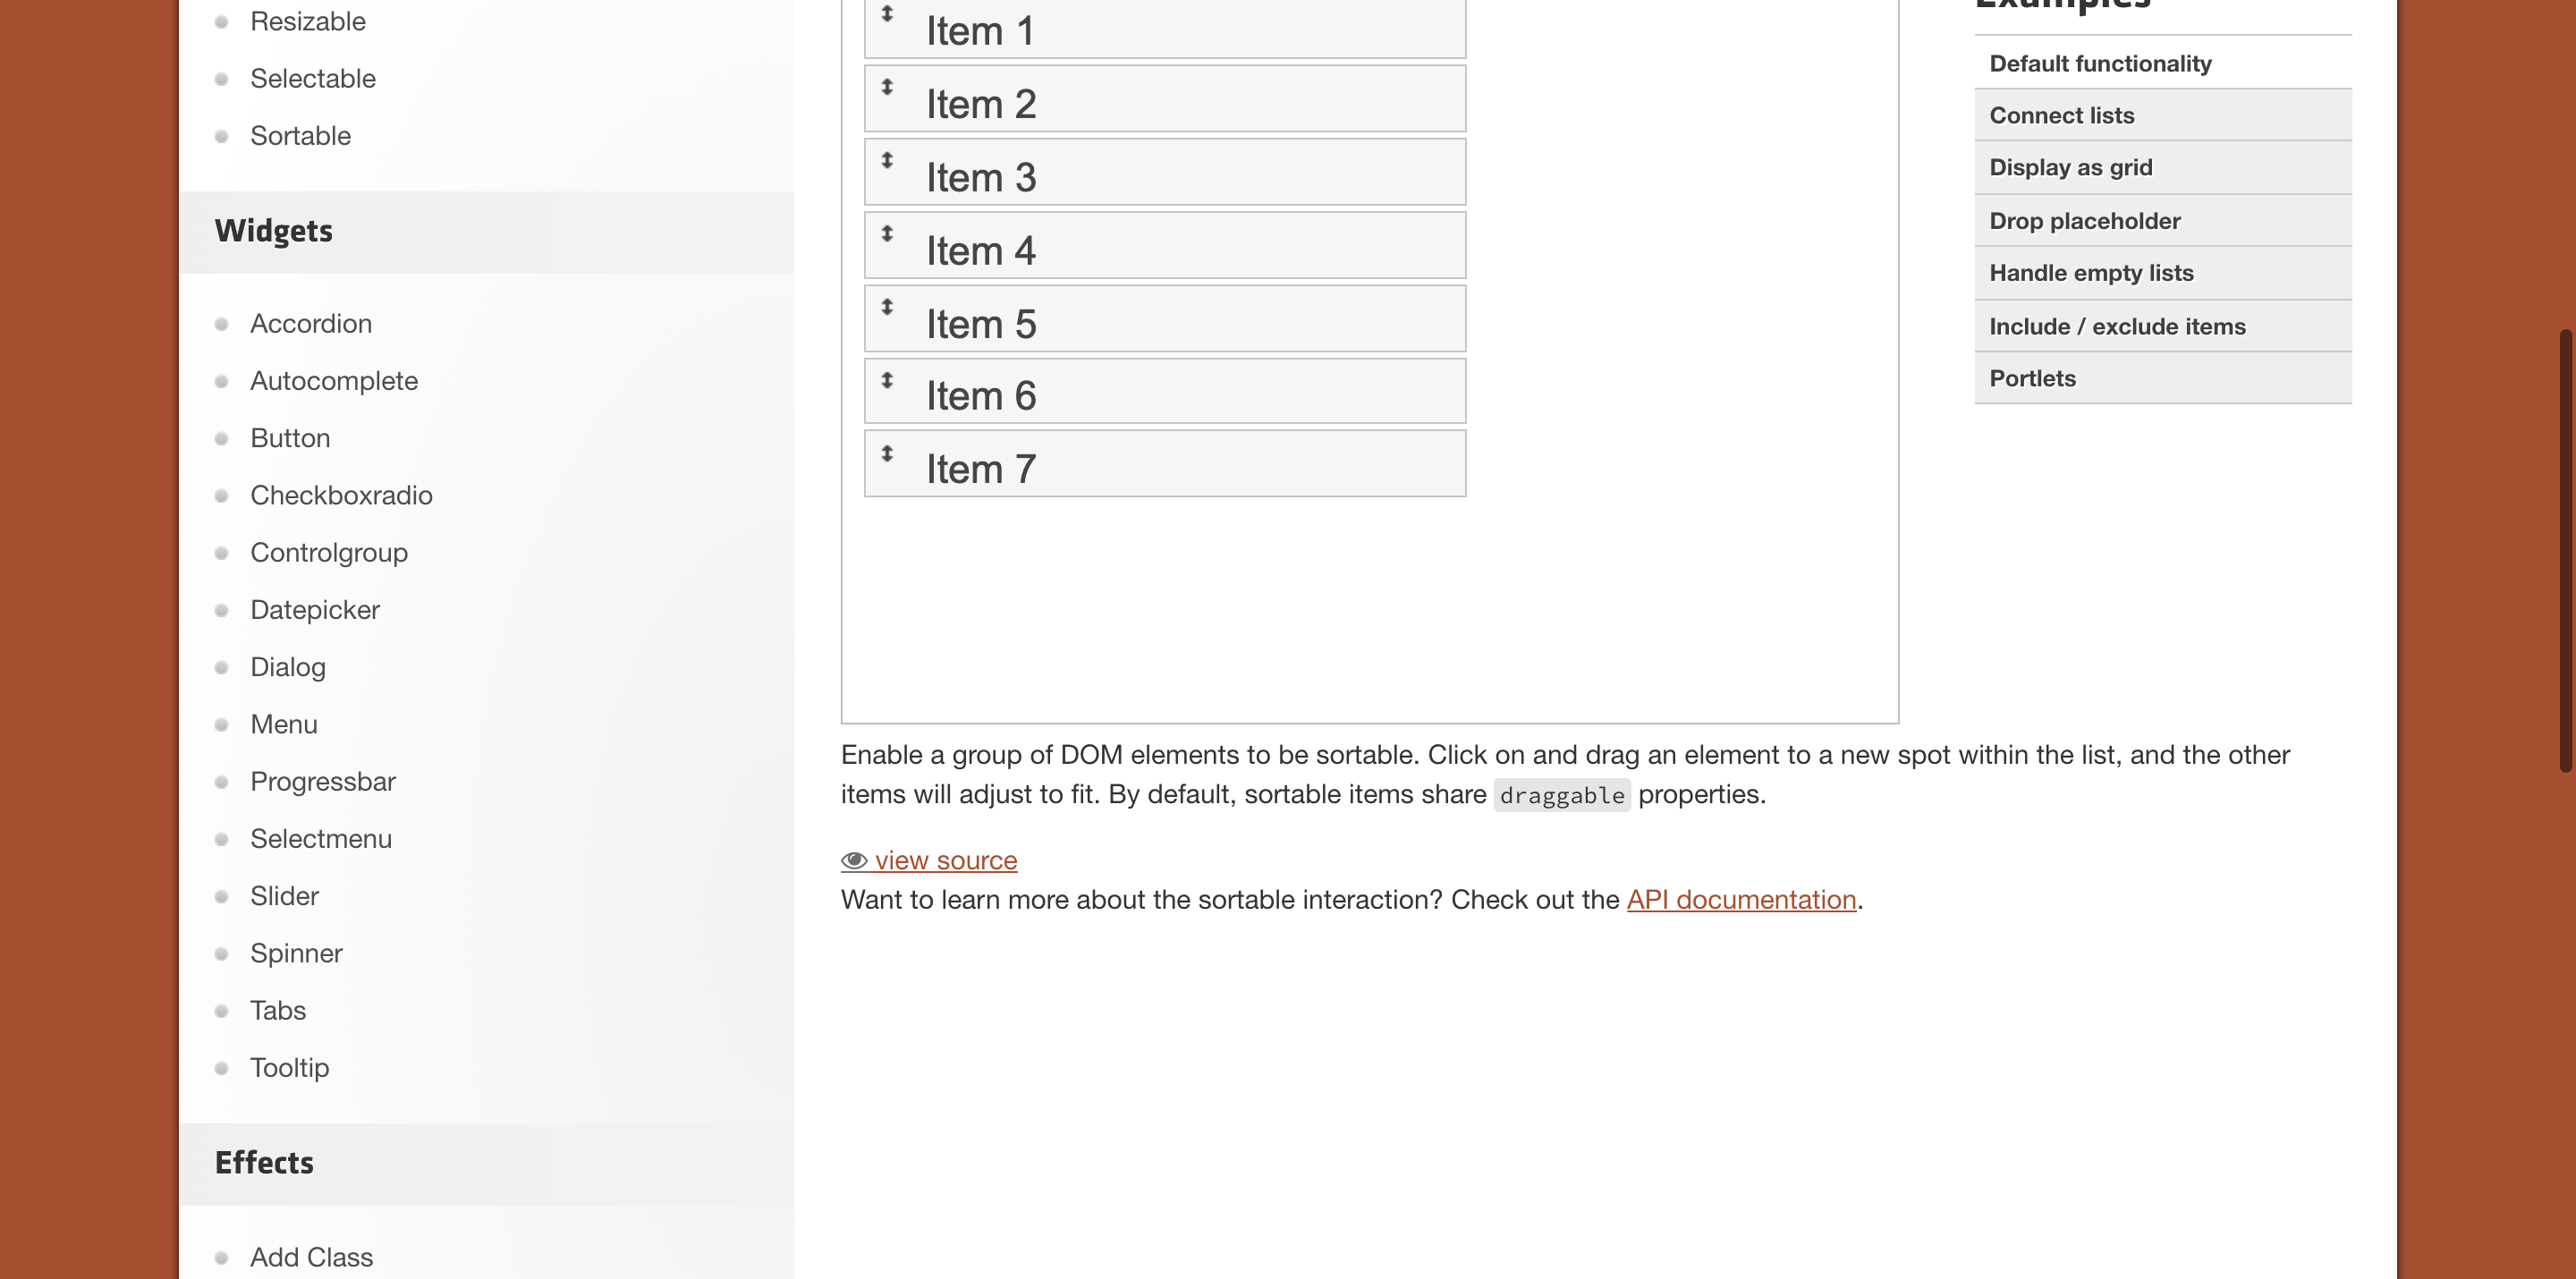 Resizable
Selectable
Sortable
Widgets
Accordion
Autocomplete
Button
Checkboxradio
Controlgroup
Datepicker
Dialog
Menu
Progressbar
Selectmenu
Slider
Spinner
Tabs
Tooltip
Effects
Add Class
Item 1
Item 2
Item 3
Item 4
Item 5
Item 6
Item 7
Enable a group of DOM elements to be sortable. Click on and drag an element to a new spot within the list, and the other
items will adjust to fit. By default, sortable items share draggable properties.
view source
Want to learn more about the sortable interaction? Check out the API documentation.
Examples
Default functionality
Connect lists
Display as grid
Drop placeholder
Handle empty lists
Include / exclude items
Portlets